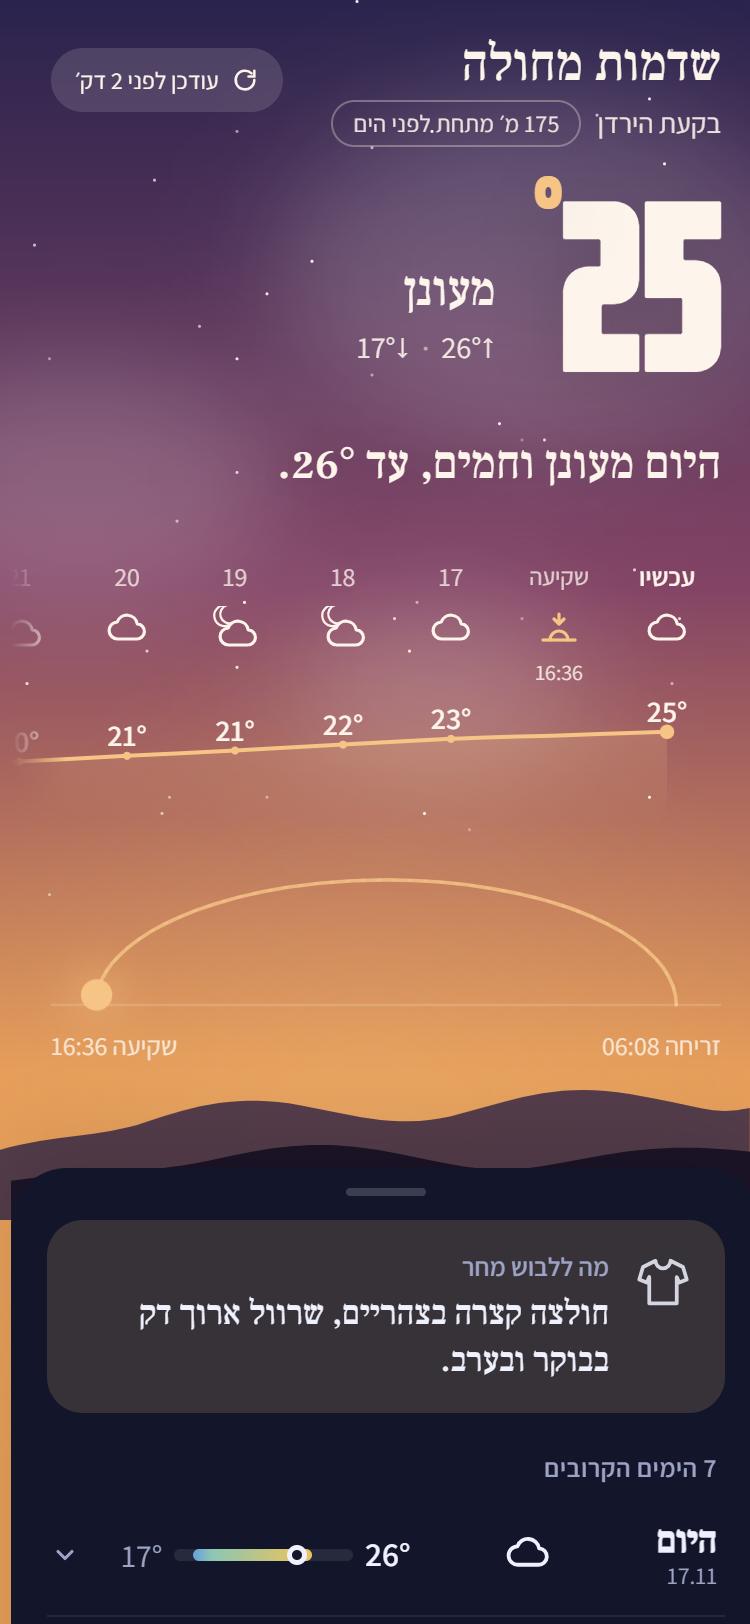 שדמות מחולה
עודכן לפני 2 דק׳
בקעת הירדן
175 מ׳ מתחת לפני הים
25°
מעונן
↑26° · ↓17°
היום מעונן וחמים, עד 26°.
עכשיו שקיעה 17 18 19 20 21
16:36
25° 23° 22° 21° 21°
זריחה 06:08
שקיעה 16:36
מה ללבוש מחר
חולצה קצרה בצהריים, שרוול ארוך דק
בבוקר ובערב.
7 הימים הקרובים
היום
26° 17°
17.11